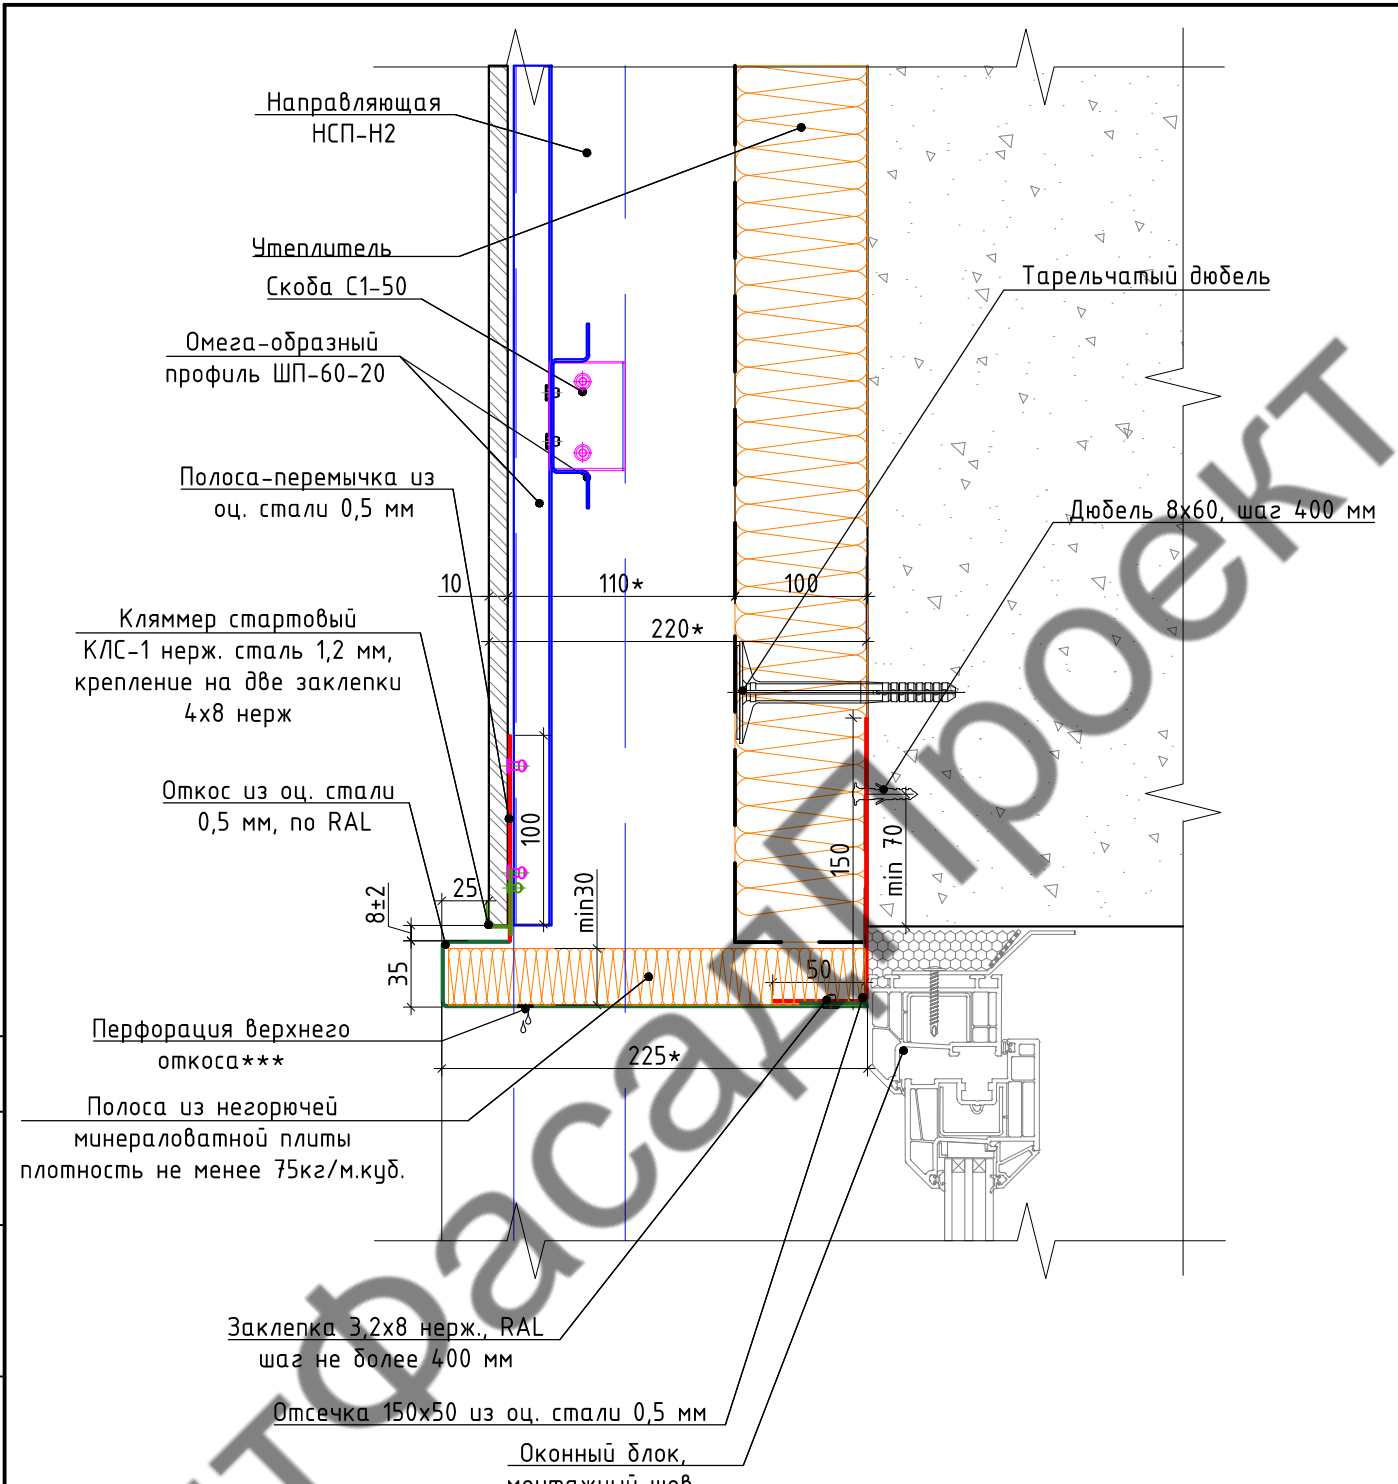 Направляющая
НСП-Н2
Утеплитель
Скоба С1-50
Тарельчатый дюбель
Омега-образный
профиль ШП-60-20
Полоса-перемычка из
оц. стали 0,5 мм
Дюбель 8х60, шаг 400 мм
10
110*
100
220*
Кляммер стартовый
КЛС-1 нерж. сталь 1,2 мм,
крепление на две заклепки
4х8 нерж
Откос из оц. стали
0,5 мм, по RAL
100
150
min 70
25
8±2
min30
35
50
Перфорация верхнего
откоса***
225*
Полоса из негорючей
минераловатной плиты
плотность не менее 75кг/м.куб.
Заклепка 3,2х8 нерж., RAL
шаг не более 400 мм
Отсечка 150х50 из оц. стали 0,5 мм
Оконный блок,
монтажный шов
тФасадПроект